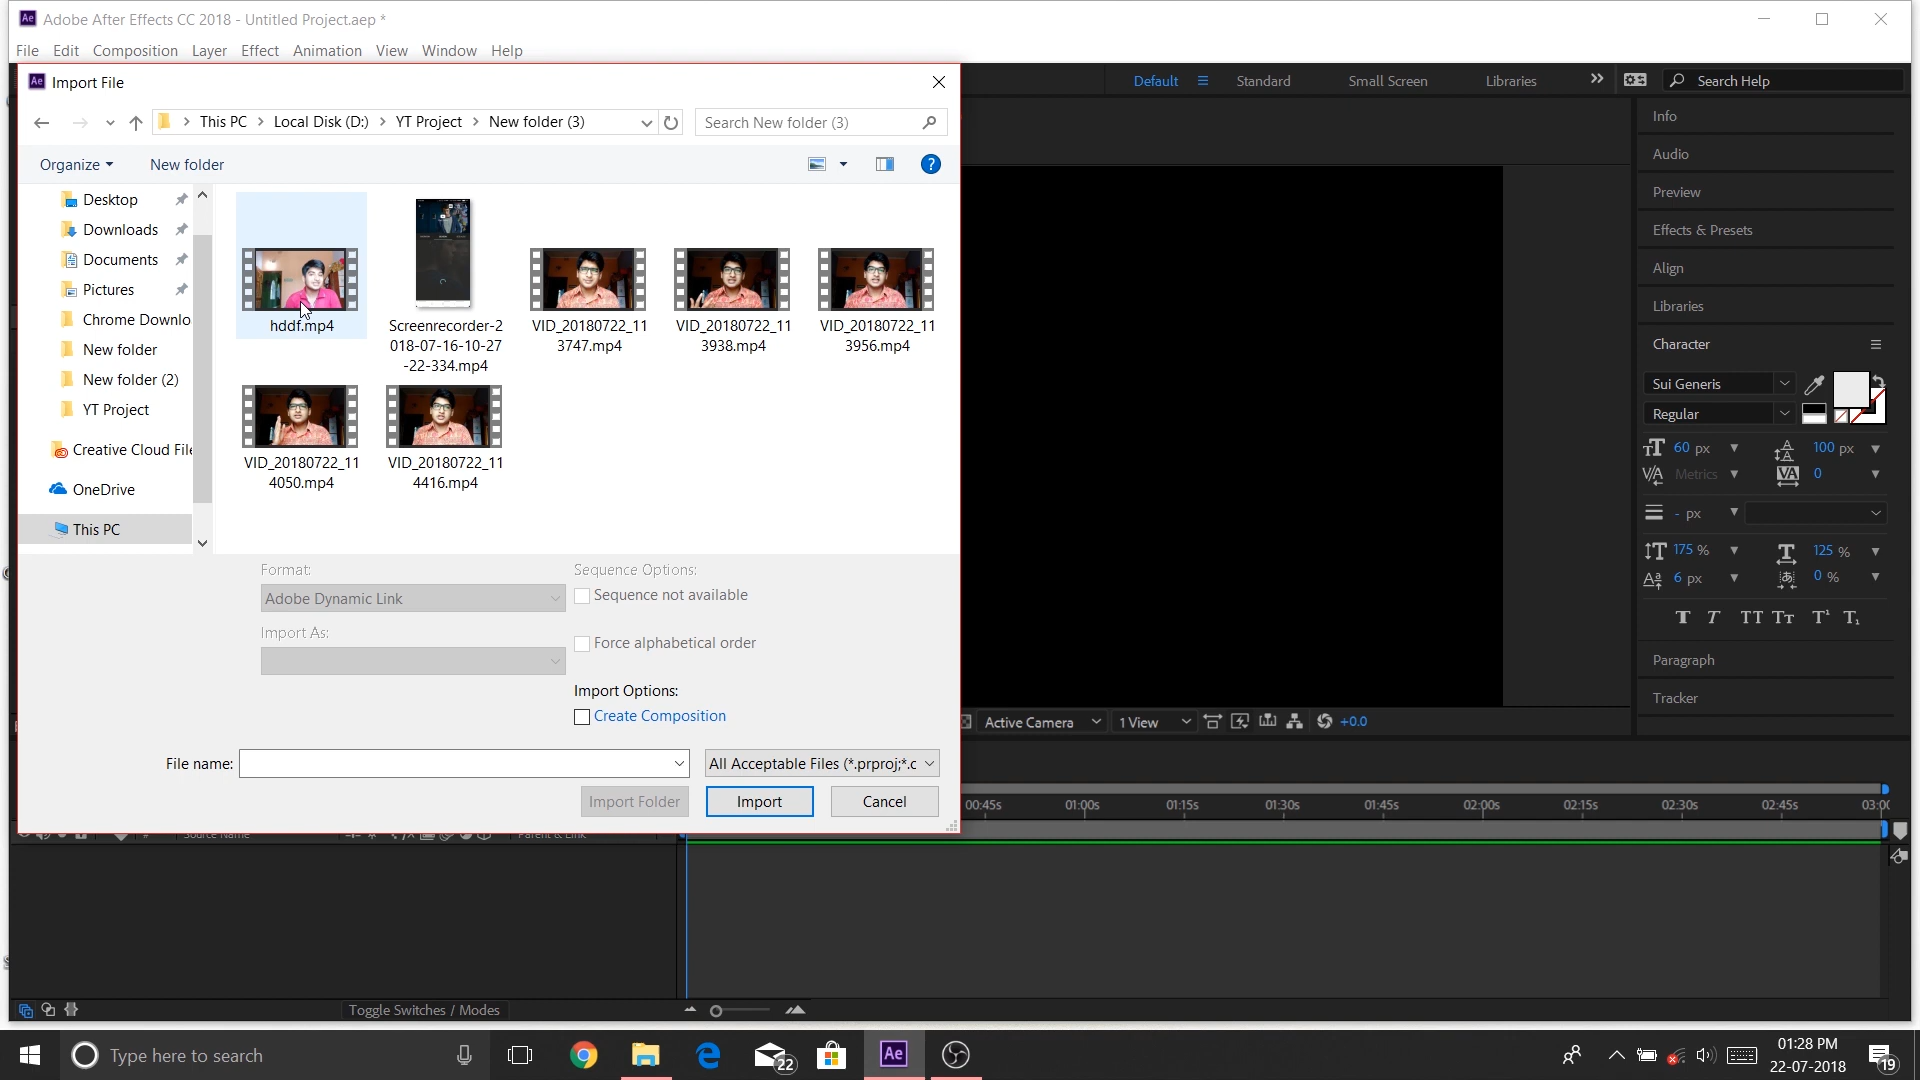 Adobe After Effects CC 2018 - Untitled Project.aep *
File Edit Composition Layer Effect Animation View Window Help
Ae Import File
This PC > Local Disk (D:) > YT Project > New folder (3)
Search New folder (3)
Organize
New folder
Desktop
Downloads
Documents
Pictures
Chrome Downlo
New folder
New folder (2)
YT Project
Creative Cloud File
OneDrive
This PC
hddf.mp4
Screenrecorder-2
018-07-16-10-27
-22-334.mp4
VID_20180722_11
3747.mp4
VID_20180722_11
3938.mp4
VID_20180722_11
3956.mp4
VID_20180722_11
4050.mp4
VID_20180722_11
4416.mp4
Format:
Adobe Dynamic Link
Import As:
Sequence Options:
Sequence not available
Force alphabetical order
Import Options:
Create Composition
File name:
All Acceptable Files (*.prproj;*.c
Import Folder
Import
Cancel
Default
Standard
Small Screen
Libraries
Search Help
Info
Audio
Preview
Effects & Presets
Align
Libraries
Character
Sui Generis
Regular
60 px
100 px
Metrics
0
- px
175 %
125 %
6 px
0 %
Paragraph
Tracker
Active Camera
1 View
+0.0
00:45s 01:00s 01:15s 01:30s 01:45s 02:00s 02:15s 02:30s 02:45s 03:0
Source Name
Parent & Link
Toggle Switches / Modes
Type here to search
22
Ae
01:28 PM
22-07-2018
19